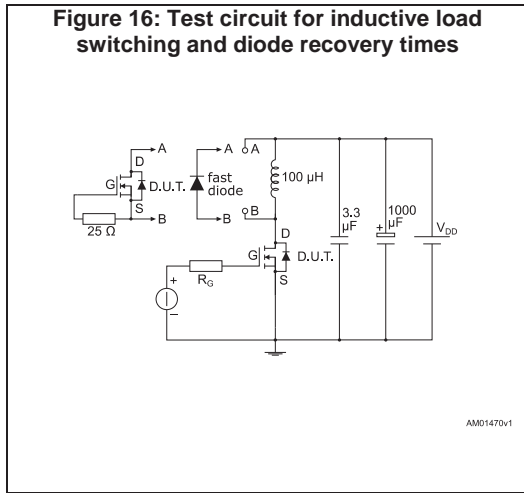 Figure 16: Test circuit for inductive load
switching and diode recovery times
A
D
G
D.U.T.
S
B
25 Ω
A
fast
diode
B
A
B
100 µH
D
G
D.U.T.
S
R_G
+
–
3.3
µF
1000
µF
+
V_DD
AM01470v1